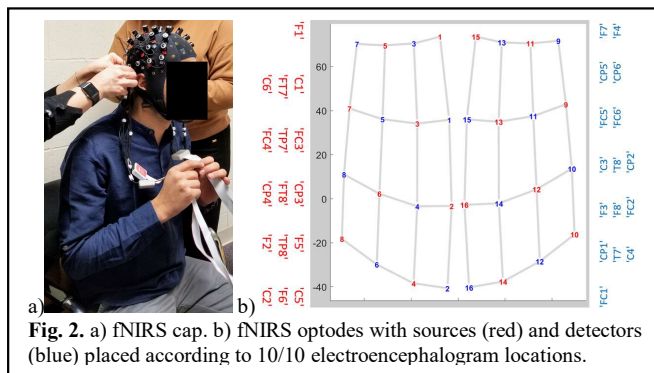 'F1'
'C6' 'FT7' 'C1'
'FC4' 'TP7' 'FC3'
'CP4' 'FT8' 'CP3'
'F2' 'TP8' 'F5'
'C2' 'F6' 'C5'
a)
b)
60
40
20
0
-20
-40
7 5 3 1 15 13 11 9
7 5 3 1 15 13 11 9
8 6 4 2 16 14 12 10
8 6 4 2 16 14 12 10
'F7' 'F4'
'CP5' 'CP6'
'FC5' 'FC6'
'C3' 'T8' 'CP2'
'F3' 'F8' 'FC2'
'CP1' 'T7' 'C4'
'FC1'
Fig. 2. a) fNIRS cap. b) fNIRS optodes with sources (red) and detectors
(blue) placed according to 10/10 electroencephalogram locations.